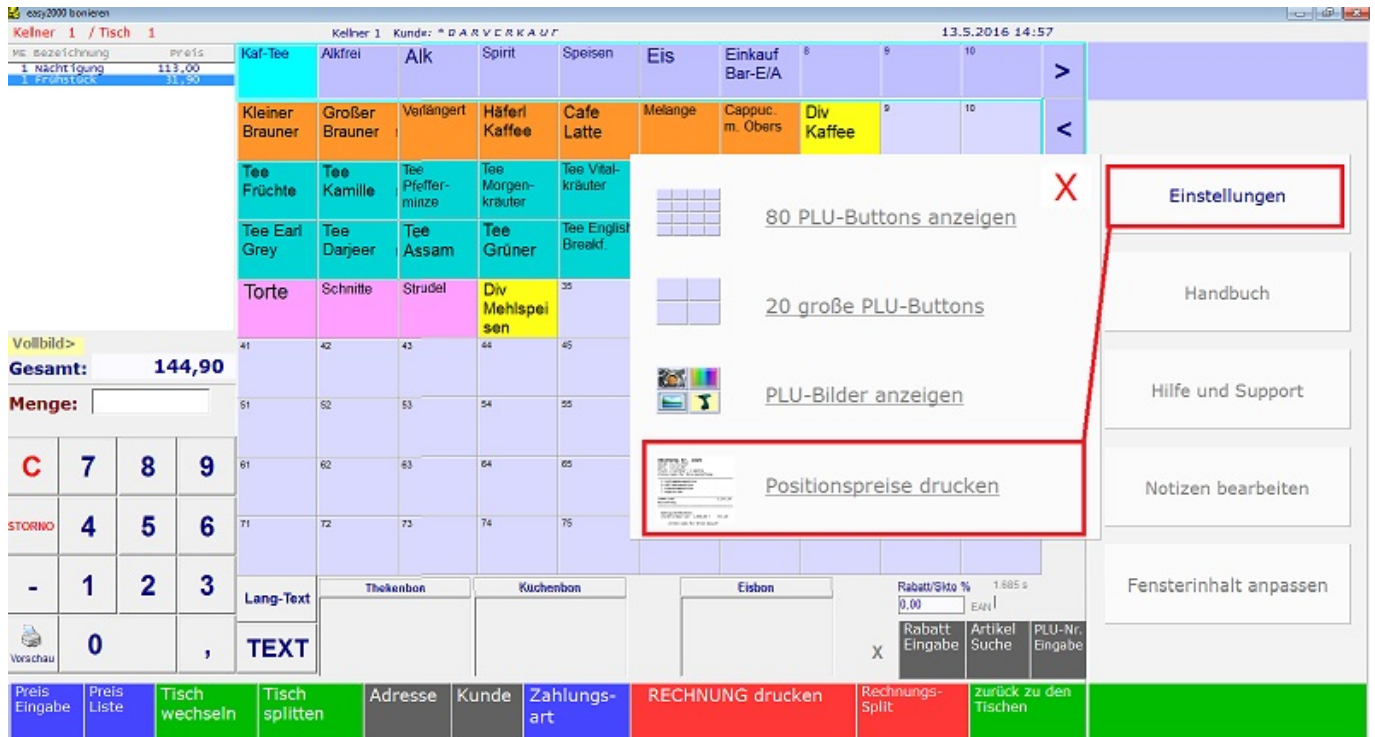 easy2000 bonieren
Kellner 1 / Tisch 1
Kellner 1 Kunde: * B A R V E R K A U F
13.5.2016 14:57
ME Bezeichnung Preis
1 Nächtigung 113,00
1 Frühstück 31,90
Kaf-Tee Alkfrei Alk Spirit Speisen Eis Einkauf 8 9 10 >
Bar-E/A
Kleiner Großer Verlängert Häferl Cafe Melange Cappuc. Div 9 10 <
Brauner Brauner Kaffee Latte m. Obers Kaffee
Tee Tee Tee Tee Tee Vital-
Früchte Kamille Pfeffer- Morgen- kräuter
minze kräuter
Tee Earl Tee Tee Tee Tee English
Grey Darjeer Assam Grüner Breakf.
Torte Schnitte Strudel Div 35
Mehlspei
sen
41 42 43 44 45
51 52 53 54 55
61 62 63 64 65
71 72 73 74 75
X
80 PLU-Buttons anzeigen
20 große PLU-Buttons
PLU-Bilder anzeigen
Positionspreise drucken
Einstellungen
Handbuch
Hilfe und Support
Notizen bearbeiten
Fensterinhalt anpassen
Vollbild>
Gesamt: 144,90
Menge:
C 7 8 9
STORNO 4 5 6
- 1 2 3
Vorschau 0 ,
Lang-Text
TEXT
Thekenbon Küchenbon Eisbon
Rabatt/Skto % 1.685 s
0,00 EAN
X
Rabatt Artikel PLU-Nr.
Eingabe Suche Eingabe
Preis Preis Tisch Tisch Adresse Kunde Zahlungs- RECHNUNG drucken Rechnungs- zurück zu den
Eingabe Liste wechseln splitten art Split Tischen